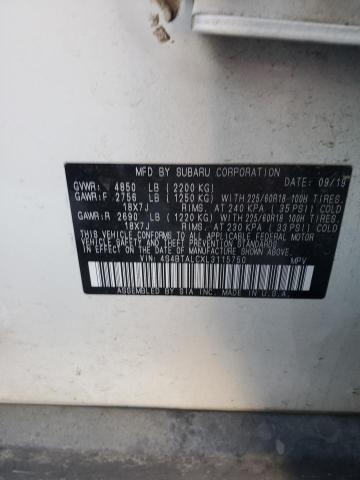 MFD BY SUBARU CORPORATION DATE: 09/19
GVWR: 4850 LB (2200 KG)
GAWR:F 2756 LB (1250 KG) WITH 225/60R18 100H TIRES.
18X7J RIMS, AT 240 KPA (35 PSI) COLD
GAWR:R 2690 LB (1220 KG) WITH 225/60R18 100H TIRES.
18X7J RIMS, AT 230 KPA (33 PSI) COLD
THIS VEHICLE CONFORMS TO ALL APPLICABLE FEDERAL MOTOR
VEHICLE SAFETY, BUMPER, AND THEFT PREVENTION STANDARDS
IN EFFECT ON THE DATE OF MANUFACTURE SHOWN ABOVE.
VIN: 4S4BTALCXL3115750 MPV
ASSEMBLED BY SIA INC. MADE IN U.S.A.